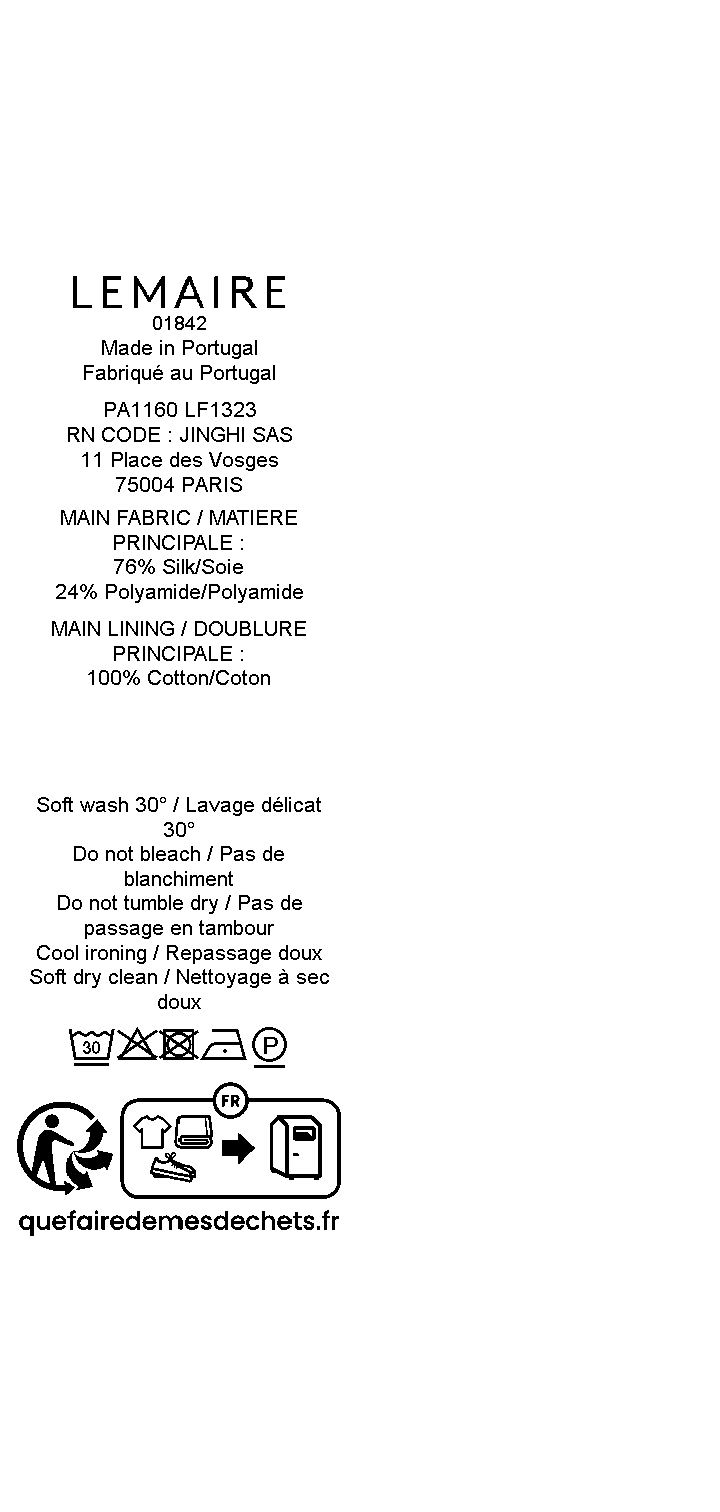 LEMAIRE
01842
Made in Portugal
Fabriqué au Portugal
PA1160 LF1323
RN CODE : JINGHI SAS
11 Place des Vosges
75004 PARIS
MAIN FABRIC / MATIERE
PRINCIPALE :
76% Silk/Soie
24% Polyamide/Polyamide
MAIN LINING / DOUBLURE
PRINCIPALE :
100% Cotton/Coton
Soft wash 30° / Lavage délicat
30°
Do not bleach / Pas de
blanchiment
Do not tumble dry / Pas de
passage en tambour
Cool ironing / Repassage doux
Soft dry clean / Nettoyage à sec
doux
30 P
FR
quefairedemesdechets.fr